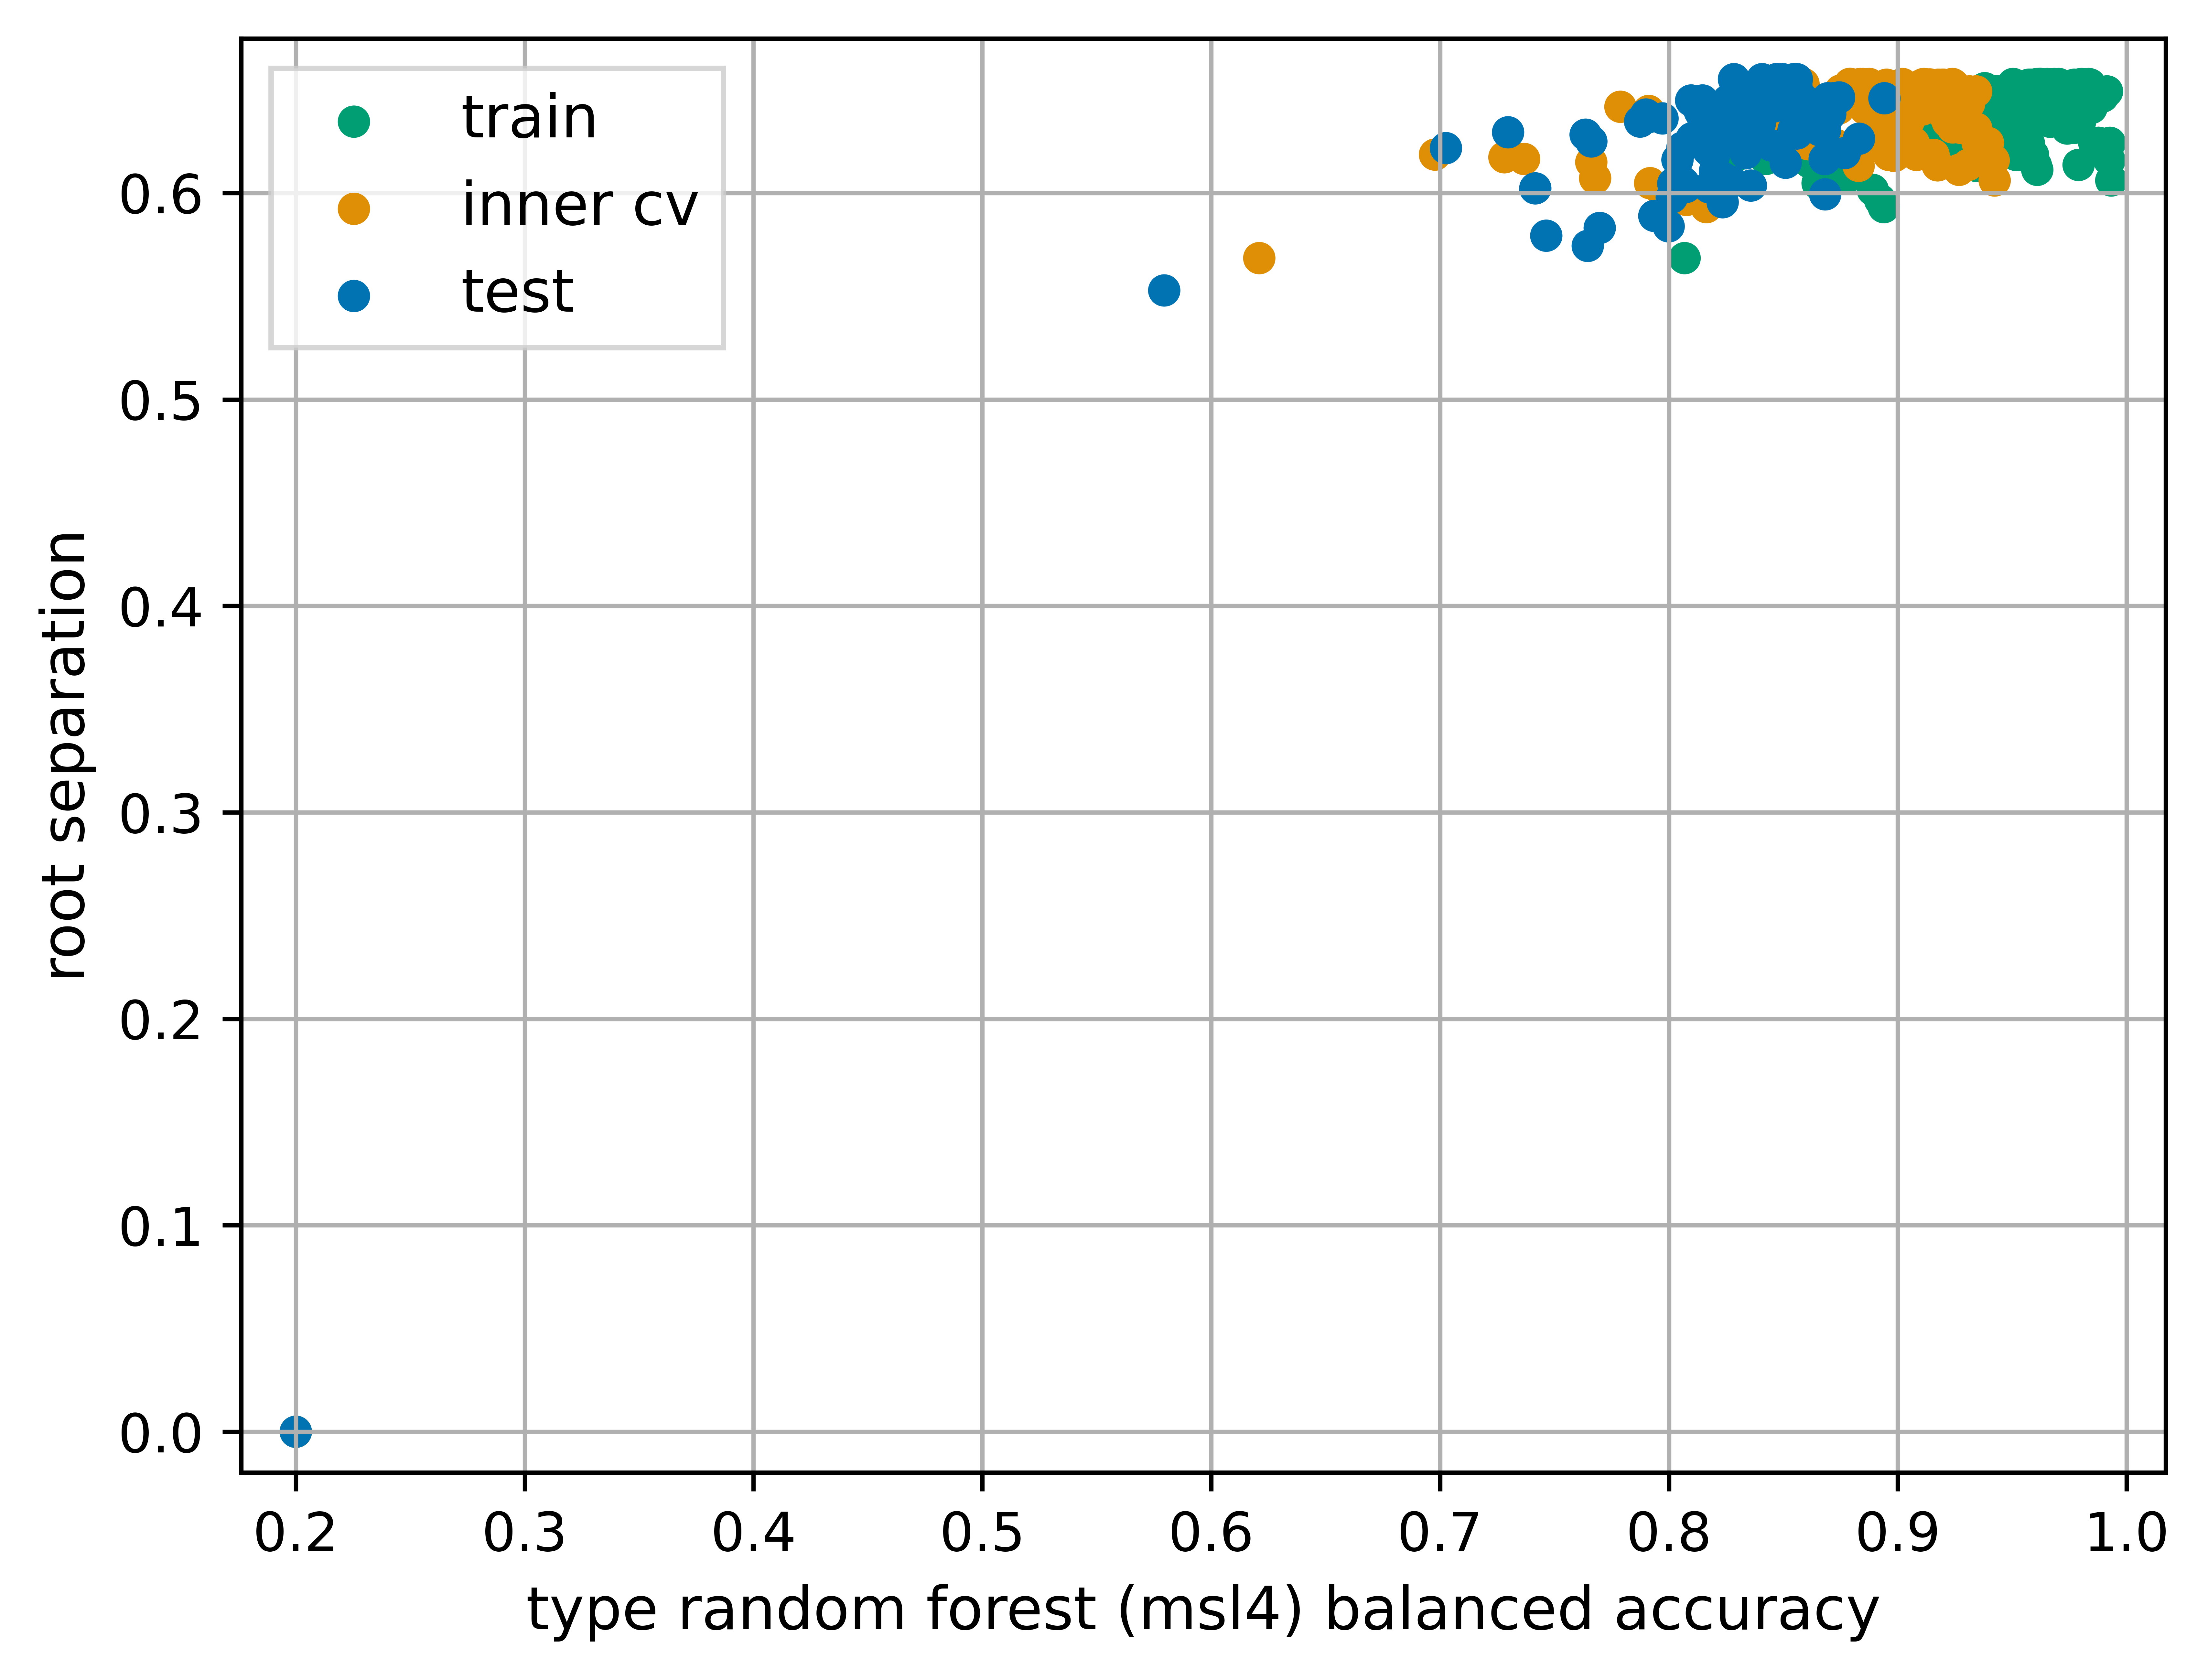 train
inner cv
test
0.6
0.5
0.4
0.3
0.2
0.1
0.0
root separation
0.2 0.3 0.4 0.5 0.6 0.7 0.8 0.9 1.0
type random forest (msl4) balanced accuracy